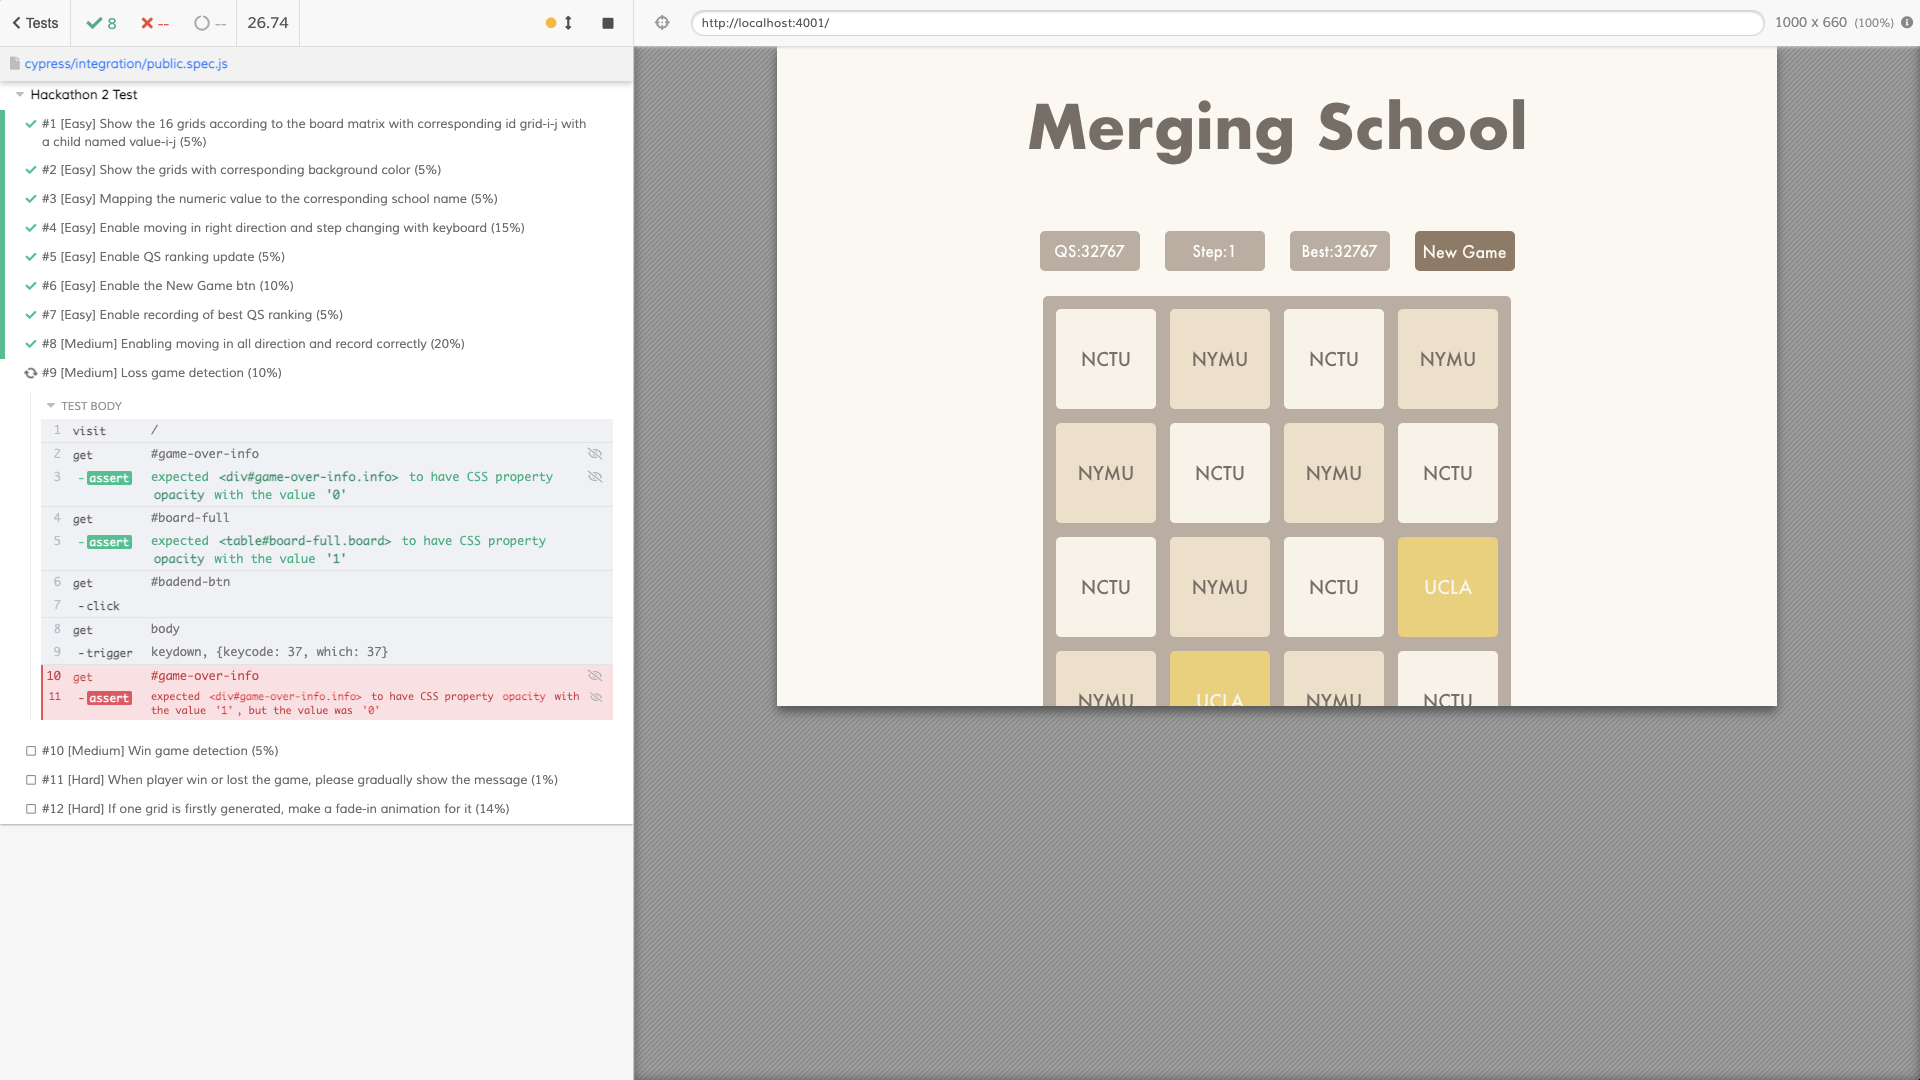 Tests
8
--
--
26.74
http://localhost:4001/
1000 x 660 (100%)
cypress/integration/public.spec.js
Hackathon 2 Test
#1 [Easy] Show the 16 grids according to the board matrix with corresponding id grid-i-j with
a child named value-i-j (5%)
#2 [Easy] Show the grids with corresponding background color (5%)
#3 [Easy] Mapping the numeric value to the corresponding school name (5%)
#4 [Easy] Enable moving in right direction and step changing with keyboard (15%)
#5 [Easy] Enable QS ranking update (5%)
#6 [Easy] Enable the New Game btn (10%)
#7 [Easy] Enable recording of best QS ranking (5%)
#8 [Medium] Enabling moving in all direction and record correctly (20%)
#9 [Medium] Loss game detection (10%)
TEST BODY
1 visit /
2 get #game-over-info
3 -assert expected <div#game-over-info.info> to have CSS property
opacity with the value '0'
4 get #board-full
5 -assert expected <table#board-full.board> to have CSS property
opacity with the value '1'
6 get #badend-btn
7 -click
8 get body
9 -trigger keydown, {keycode: 37, which: 37}
10 get #game-over-info
11 -assert expected <div#game-over-info.info> to have CSS property opacity with
the value '1', but the value was '0'
#10 [Medium] Win game detection (5%)
#11 [Hard] When player win or lost the game, please gradually show the message (1%)
#12 [Hard] If one grid is firstly generated, make a fade-in animation for it (14%)
Merging School
QS:32767 Step:1 Best:32767 New Game
NCTU NYMU NCTU NYMU
NYMU NCTU NYMU NCTU
NCTU NYMU NCTU UCLA
NYMU UCLA NYMU NCTU